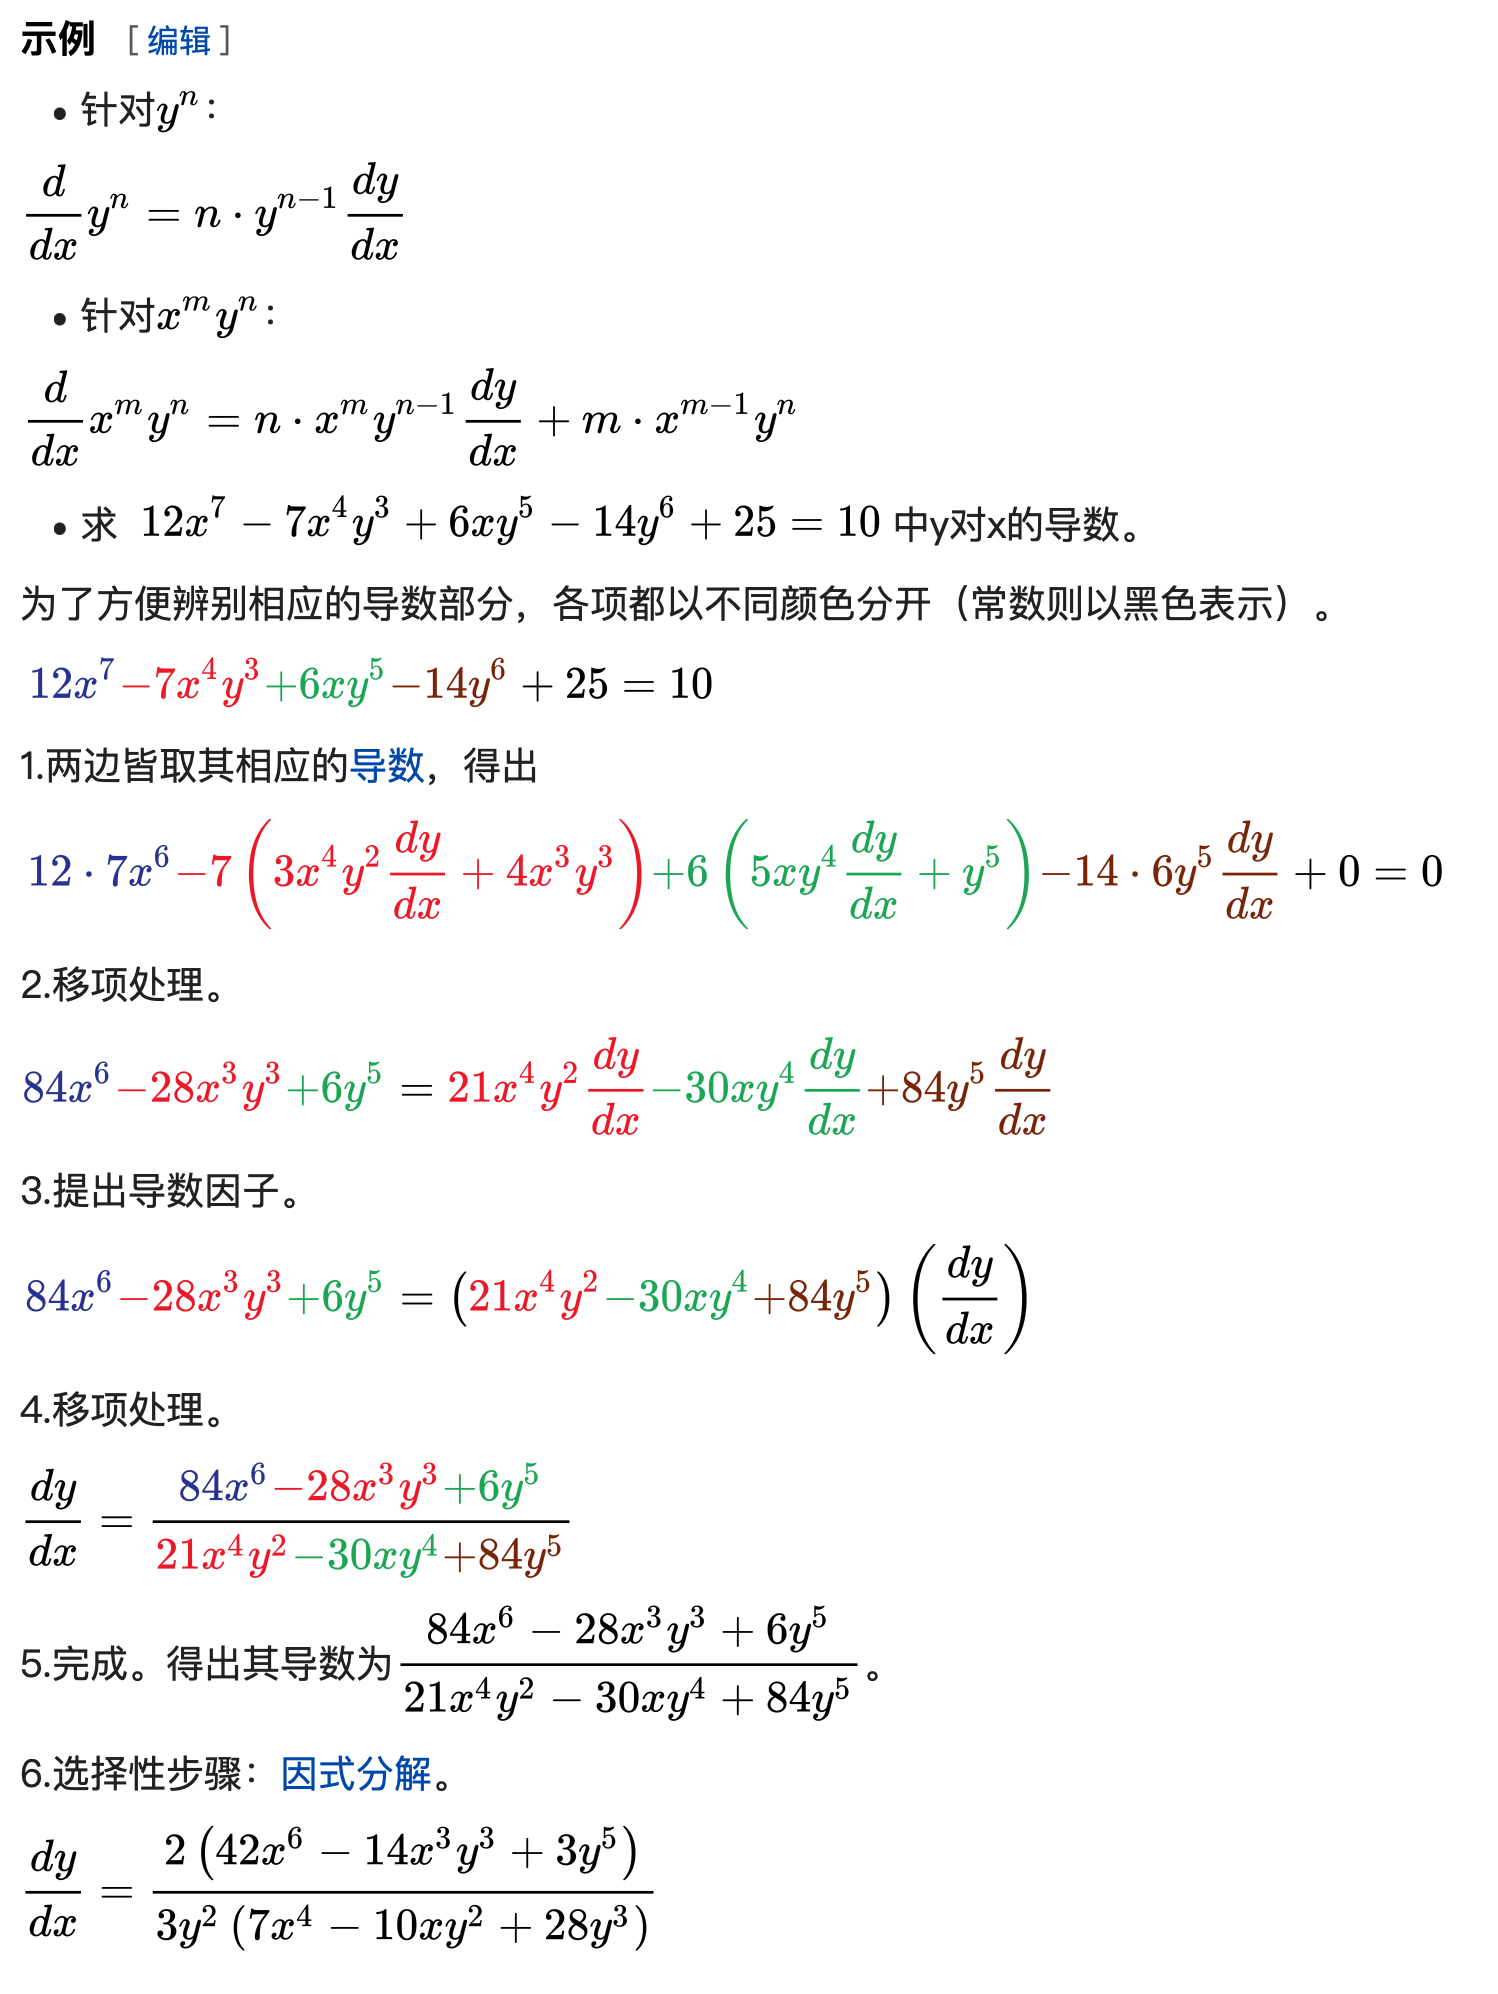 示例 [编辑]
• 针对$y^n$：
$\frac{d}{dx}y^n = n \cdot y^{n-1}\frac{dy}{dx}$
• 针对$x^m y^n$：
$\frac{d}{dx}x^m y^n = n \cdot x^m y^{n-1}\frac{dy}{dx} + m \cdot x^{m-1}y^n$
• 求 $12x^7 - 7x^4y^3 + 6xy^5 - 14y^6 + 25 = 10$ 中y对x的导数。
为了方便辨别相应的导数部分，各项都以不同颜色分开（常数则以黑色表示）。
$12x^7 - 7x^4y^3 + 6xy^5 - 14y^6 + 25 = 10$
1.两边皆取其相应的导数，得出
$12 \cdot 7x^6 - 7\left(3x^4y^2\frac{dy}{dx} + 4x^3y^3\right) + 6\left(5xy^4\frac{dy}{dx} + y^5\right) - 14 \cdot 6y^5\frac{dy}{dx} + 0 = 0$
2.移项处理。
$84x^6 - 28x^3y^3 + 6y^5 = 21x^4y^2\frac{dy}{dx} - 30xy^4\frac{dy}{dx} + 84y^5\frac{dy}{dx}$
3.提出导数因子。
$84x^6 - 28x^3y^3 + 6y^5 = \left(21x^4y^2 - 30xy^4 + 84y^5\right)\left(\frac{dy}{dx}\right)$
4.移项处理。
$\frac{dy}{dx} = \frac{84x^6 - 28x^3y^3 + 6y^5}{21x^4y^2 - 30xy^4 + 84y^5}$
5.完成。得出其导数为$\frac{84x^6 - 28x^3y^3 + 6y^5}{21x^4y^2 - 30xy^4 + 84y^5}$。
6.选择性步骤：因式分解。
$\frac{dy}{dx} = \frac{2\left(42x^6 - 14x^3y^3 + 3y^5\right)}{3y^2\left(7x^4 - 10xy^2 + 28y^3\right)}$